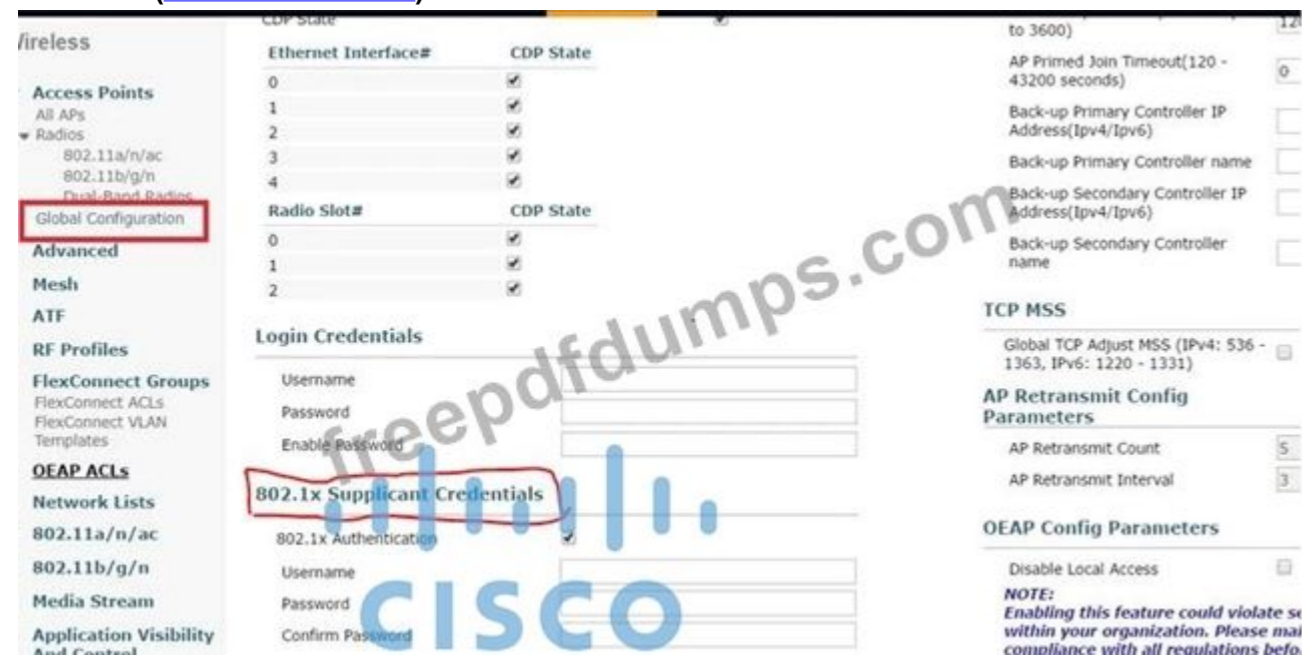 CDP State
Ethernet Interface# CDP State
0
1
2
3
4
Radio Slot# CDP State
0
1
2
Login Credentials
Username
Password
Enable Password
802.1x Supplicant Credentials
802.1x Authentication
Username
Password
Confirm Password
Access Points
All APs
Radios
802.11a/n/ac
802.11b/g/n
Dual-Band Radios
Global Configuration
Advanced
Mesh
ATF
RF Profiles
FlexConnect Groups
FlexConnect ACLs
FlexConnect VLAN
Templates
OEAP ACLs
Network Lists
802.11a/n/ac
802.11b/g/n
Media Stream
Application Visibility
And Control
to 3600)
AP Primed Join Timeout(120 -
43200 seconds)
0
Back-up Primary Controller IP
Address(Ipv4/Ipv6)
Back-up Primary Controller name
Back-up Secondary Controller IP
Address(Ipv4/Ipv6)
Back-up Secondary Controller
name
TCP MSS
Global TCP Adjust MSS (IPv4: 536 -
1363, IPv6: 1220 - 1331)
AP Retransmit Config
Parameters
AP Retransmit Count 5
AP Retransmit Interval 3
OEAP Config Parameters
Disable Local Access
NOTE:
Enabling this feature could violate
within your organization. Please
compliance with all regulations
freepdfdumps.com
CISCO